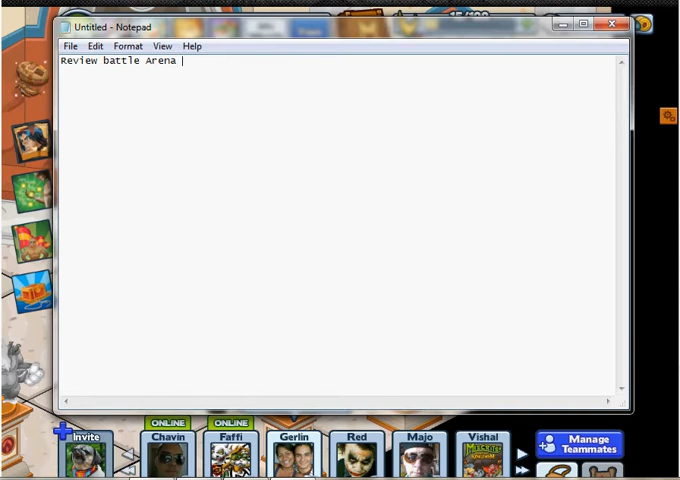 Untitled - Notepad
File Edit Format View Help
Review battle Arena
ONLINE ONLINE
Invite Chavin Faffi Gerlin Red Majo Vishal
Manage
Teammates